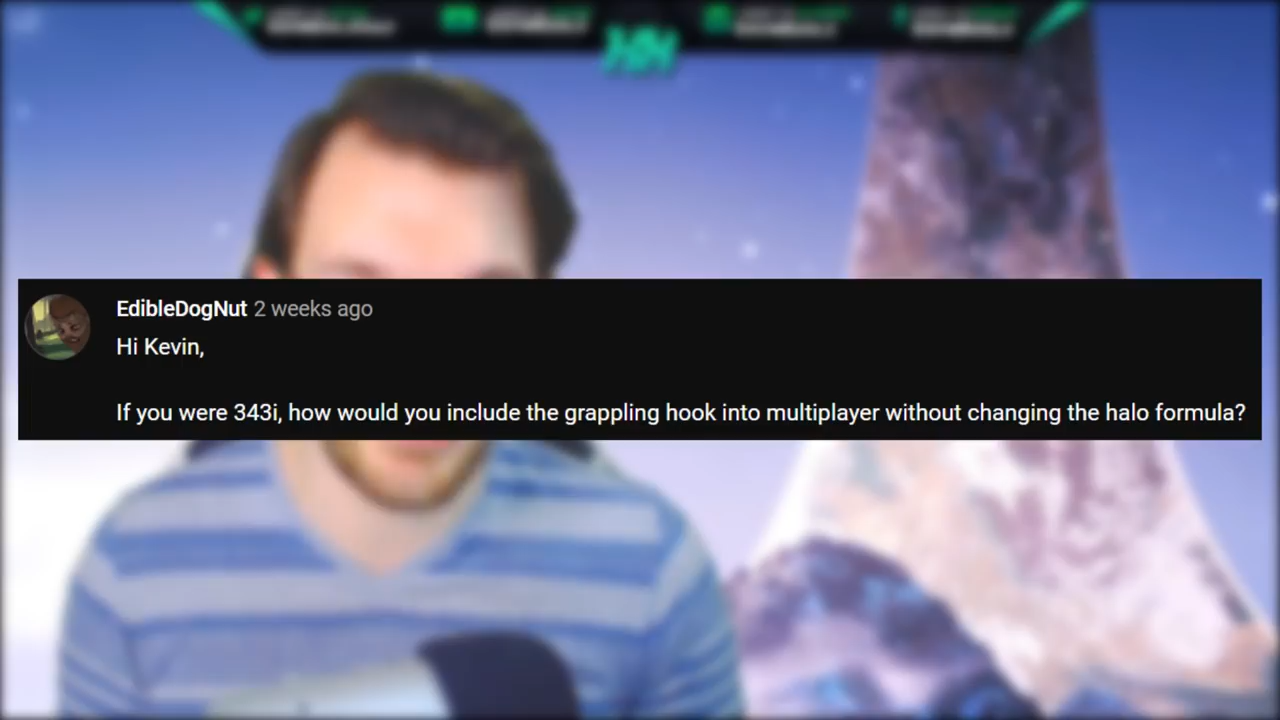 HH
EdibleDogNut 2 weeks ago
Hi Kevin,
If you were 343i, how would you include the grappling hook into multiplayer without changing the halo formula?